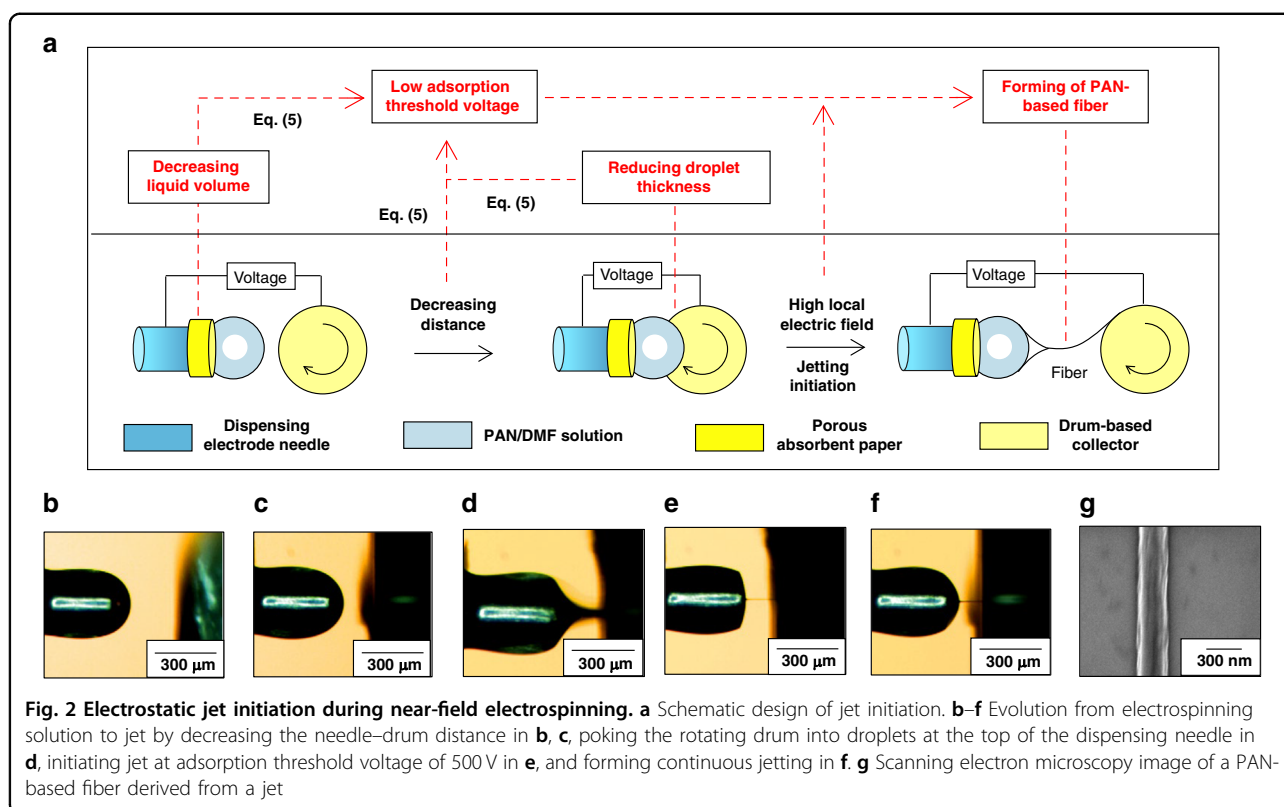 a
Low adsorption
threshold voltage
Forming of PAN-
based fiber
Eq. (5)
Decreasing
liquid volume
Reducing droplet
thickness
Eq. (5)
Eq. (5)
Voltage
Decreasing
distance
Voltage
High local
electric field
Jetting
initiation
Voltage
Fiber
Dispensing
electrode needle
PAN/DMF solution
Porous
absorbent paper
Drum-based
collector
b
c
d
e
f
g
300 μm
300 μm
300 μm
300 μm
300 μm
300 nm
Fig. 2 Electrostatic jet initiation during near-field electrospinning. a Schematic design of jet initiation. b–f Evolution from electrospinning
solution to jet by decreasing the needle–drum distance in b, c, poking the rotating drum into droplets at the top of the dispensing needle in
d, initiating jet at adsorption threshold voltage of 500 V in e, and forming continuous jetting in f. g Scanning electron microscopy image of a PAN-
based fiber derived from a jet